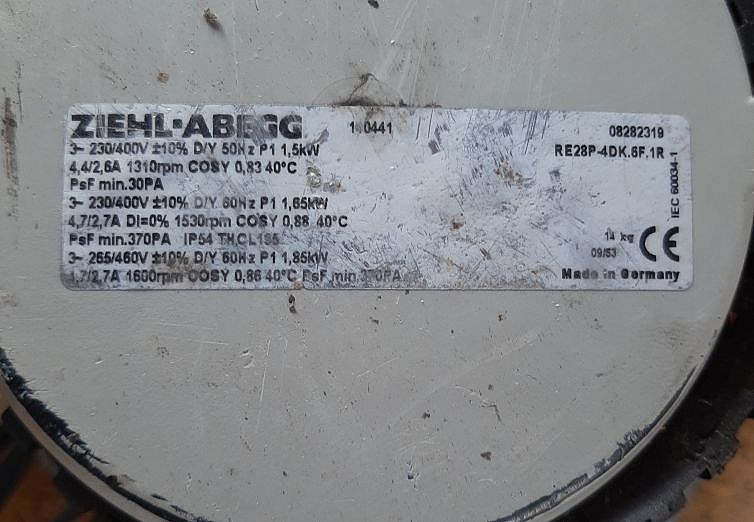 ZIEHL-ABEGG 08282319
3~ 230/400V ±10% D/Y 50Hz P1 1,5kW RE28P-4DK.6F.1R
4,4/2,6A 1310rpm COSY 0,83 40°C
PsF min.30PA
3~ 230/400V ±10% D/Y 60Hz P1 1,65kW
4,7/2,7A DI=0% 1530rpm COSY 0,88 40°C
PsF min.370PA IP54 TH.CL155 14 kg
3~ 265/460V ±10% D/Y 60Hz P1 1,85kW 09/53 CE
/2,7A 1600rpm COSY 0,86 40°C PsF min. Made in Germany
IEC 60034-1